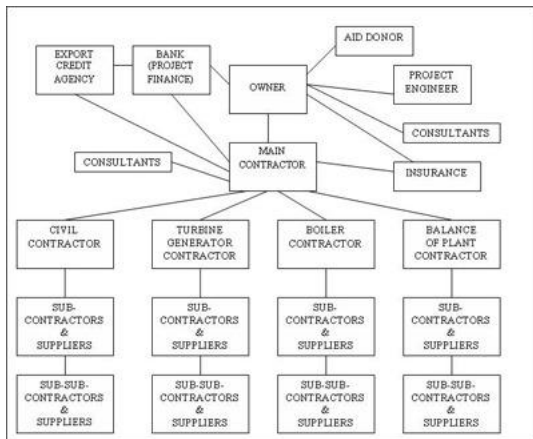 AID DONOR
EXPORT
CREDIT
AGENCY
BANK
(PROJECT
FINANCE)
OWNER
PROJECT
ENGINEER
CONSULTANTS
CONSULTANTS
MAIN
CONTRACTOR
INSURANCE
CIVIL
CONTRACTOR
TURBINE
GENERATOR
CONTRACTOR
BOILER
CONTRACTOR
BALANCE
OF PLANT
CONTRACTOR
SUB-
CONTRACTORS
&
SUPPLIERS
SUB-
CONTRACTORS
&
SUPPLIERS
SUB-
CONTRACTORS
&
SUPPLIERS
SUB-
CONTRACTORS
&
SUPPLIERS
SUB-SUB-
CONTRACTORS
&
SUPPLIERS
SUB-SUB-
CONTRACTORS
&
SUPPLIERS
SUB-SUB-
CONTRACTORS
&
SUPPLIERS
SUB-SUB-
CONTRACTORS
&
SUPPLIERS